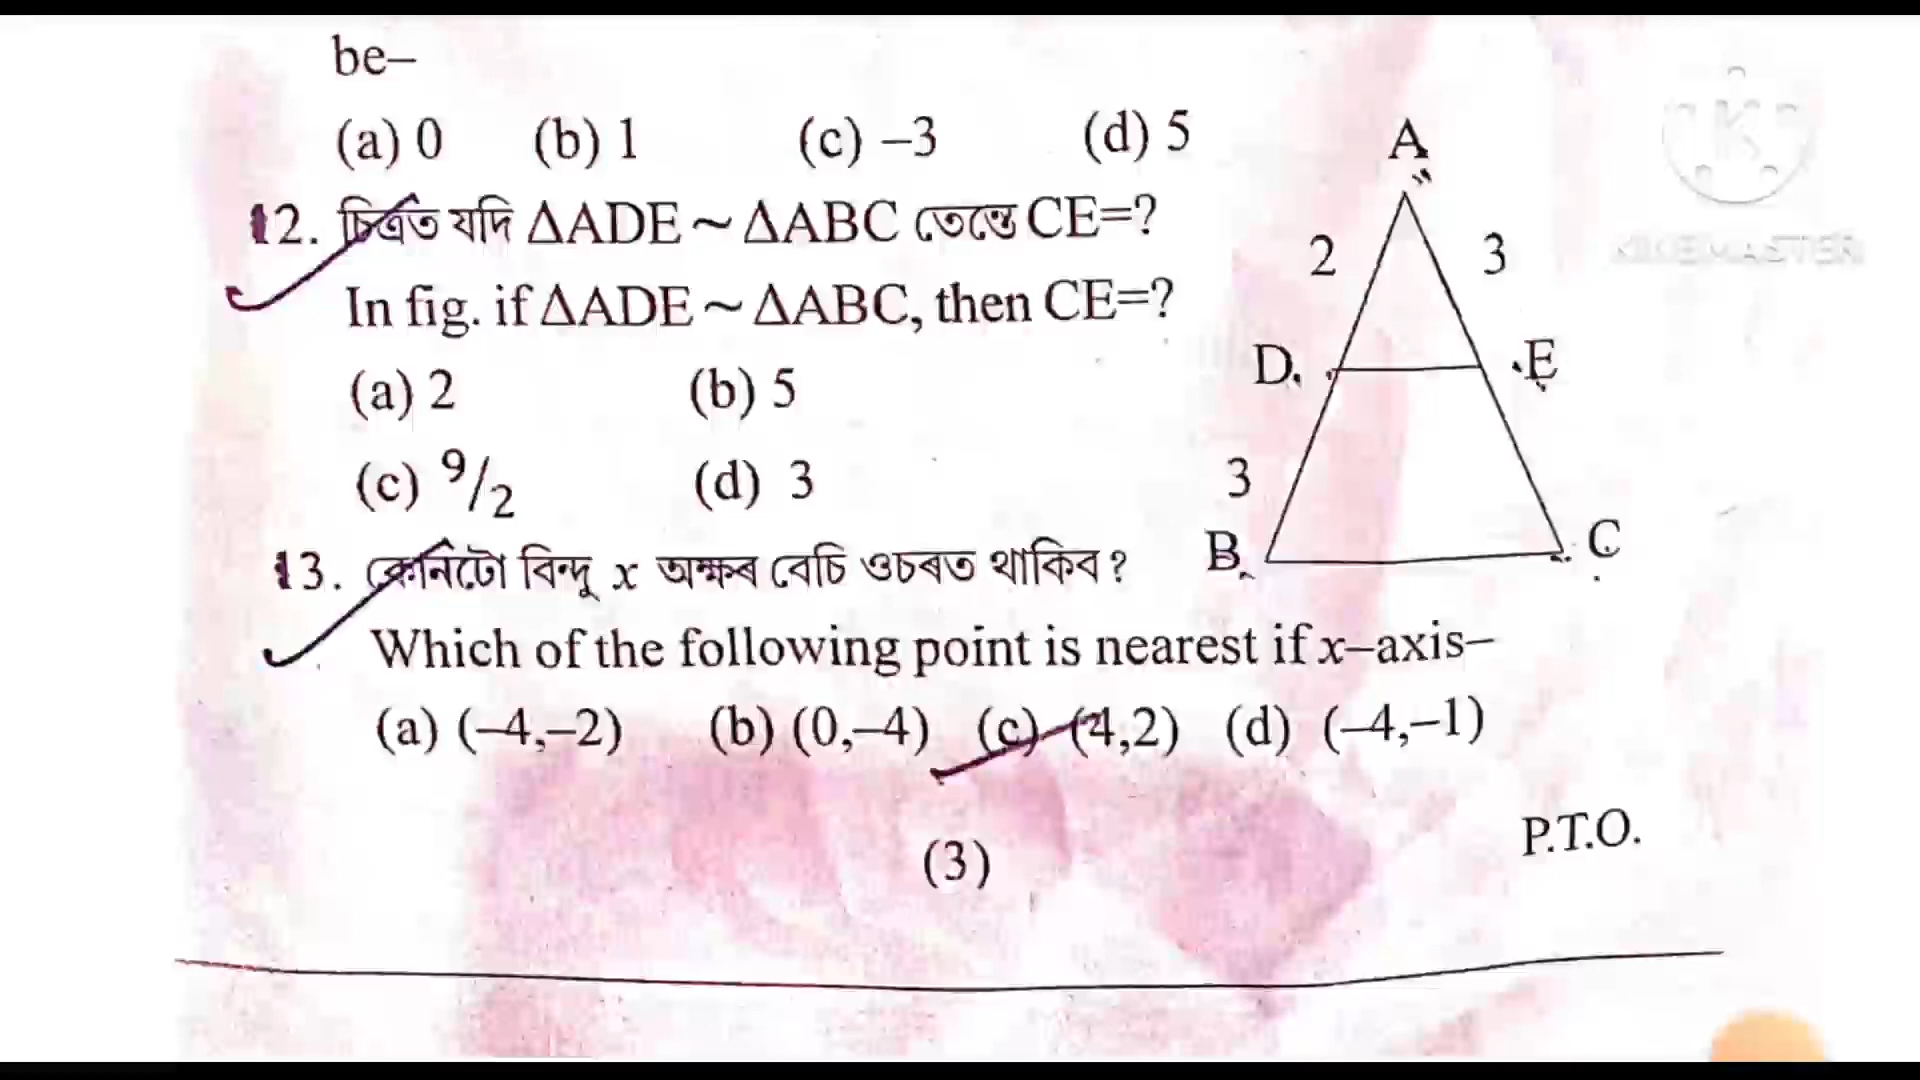 be–
(a) 0 (b) 1 (c) –3 (d) 5
12. চিত্ৰত যদি ΔADE ~ ΔABC তেন্তে CE=?
In fig. if ΔADE ~ ΔABC, then CE=?
(a) 2 (b) 5
(c) 9/2 (d) 3
A
2 3
D E
3
B C
13. কোনটো বিন্দু x অক্ষৰ বেচি ওচৰত থাকিব?
Which of the following point is nearest if x–axis–
(a) (–4,–2) (b) (0,–4) (c) (4,2) (d) (–4,–1)
(3)
P.T.O.
K
KINEMASTER